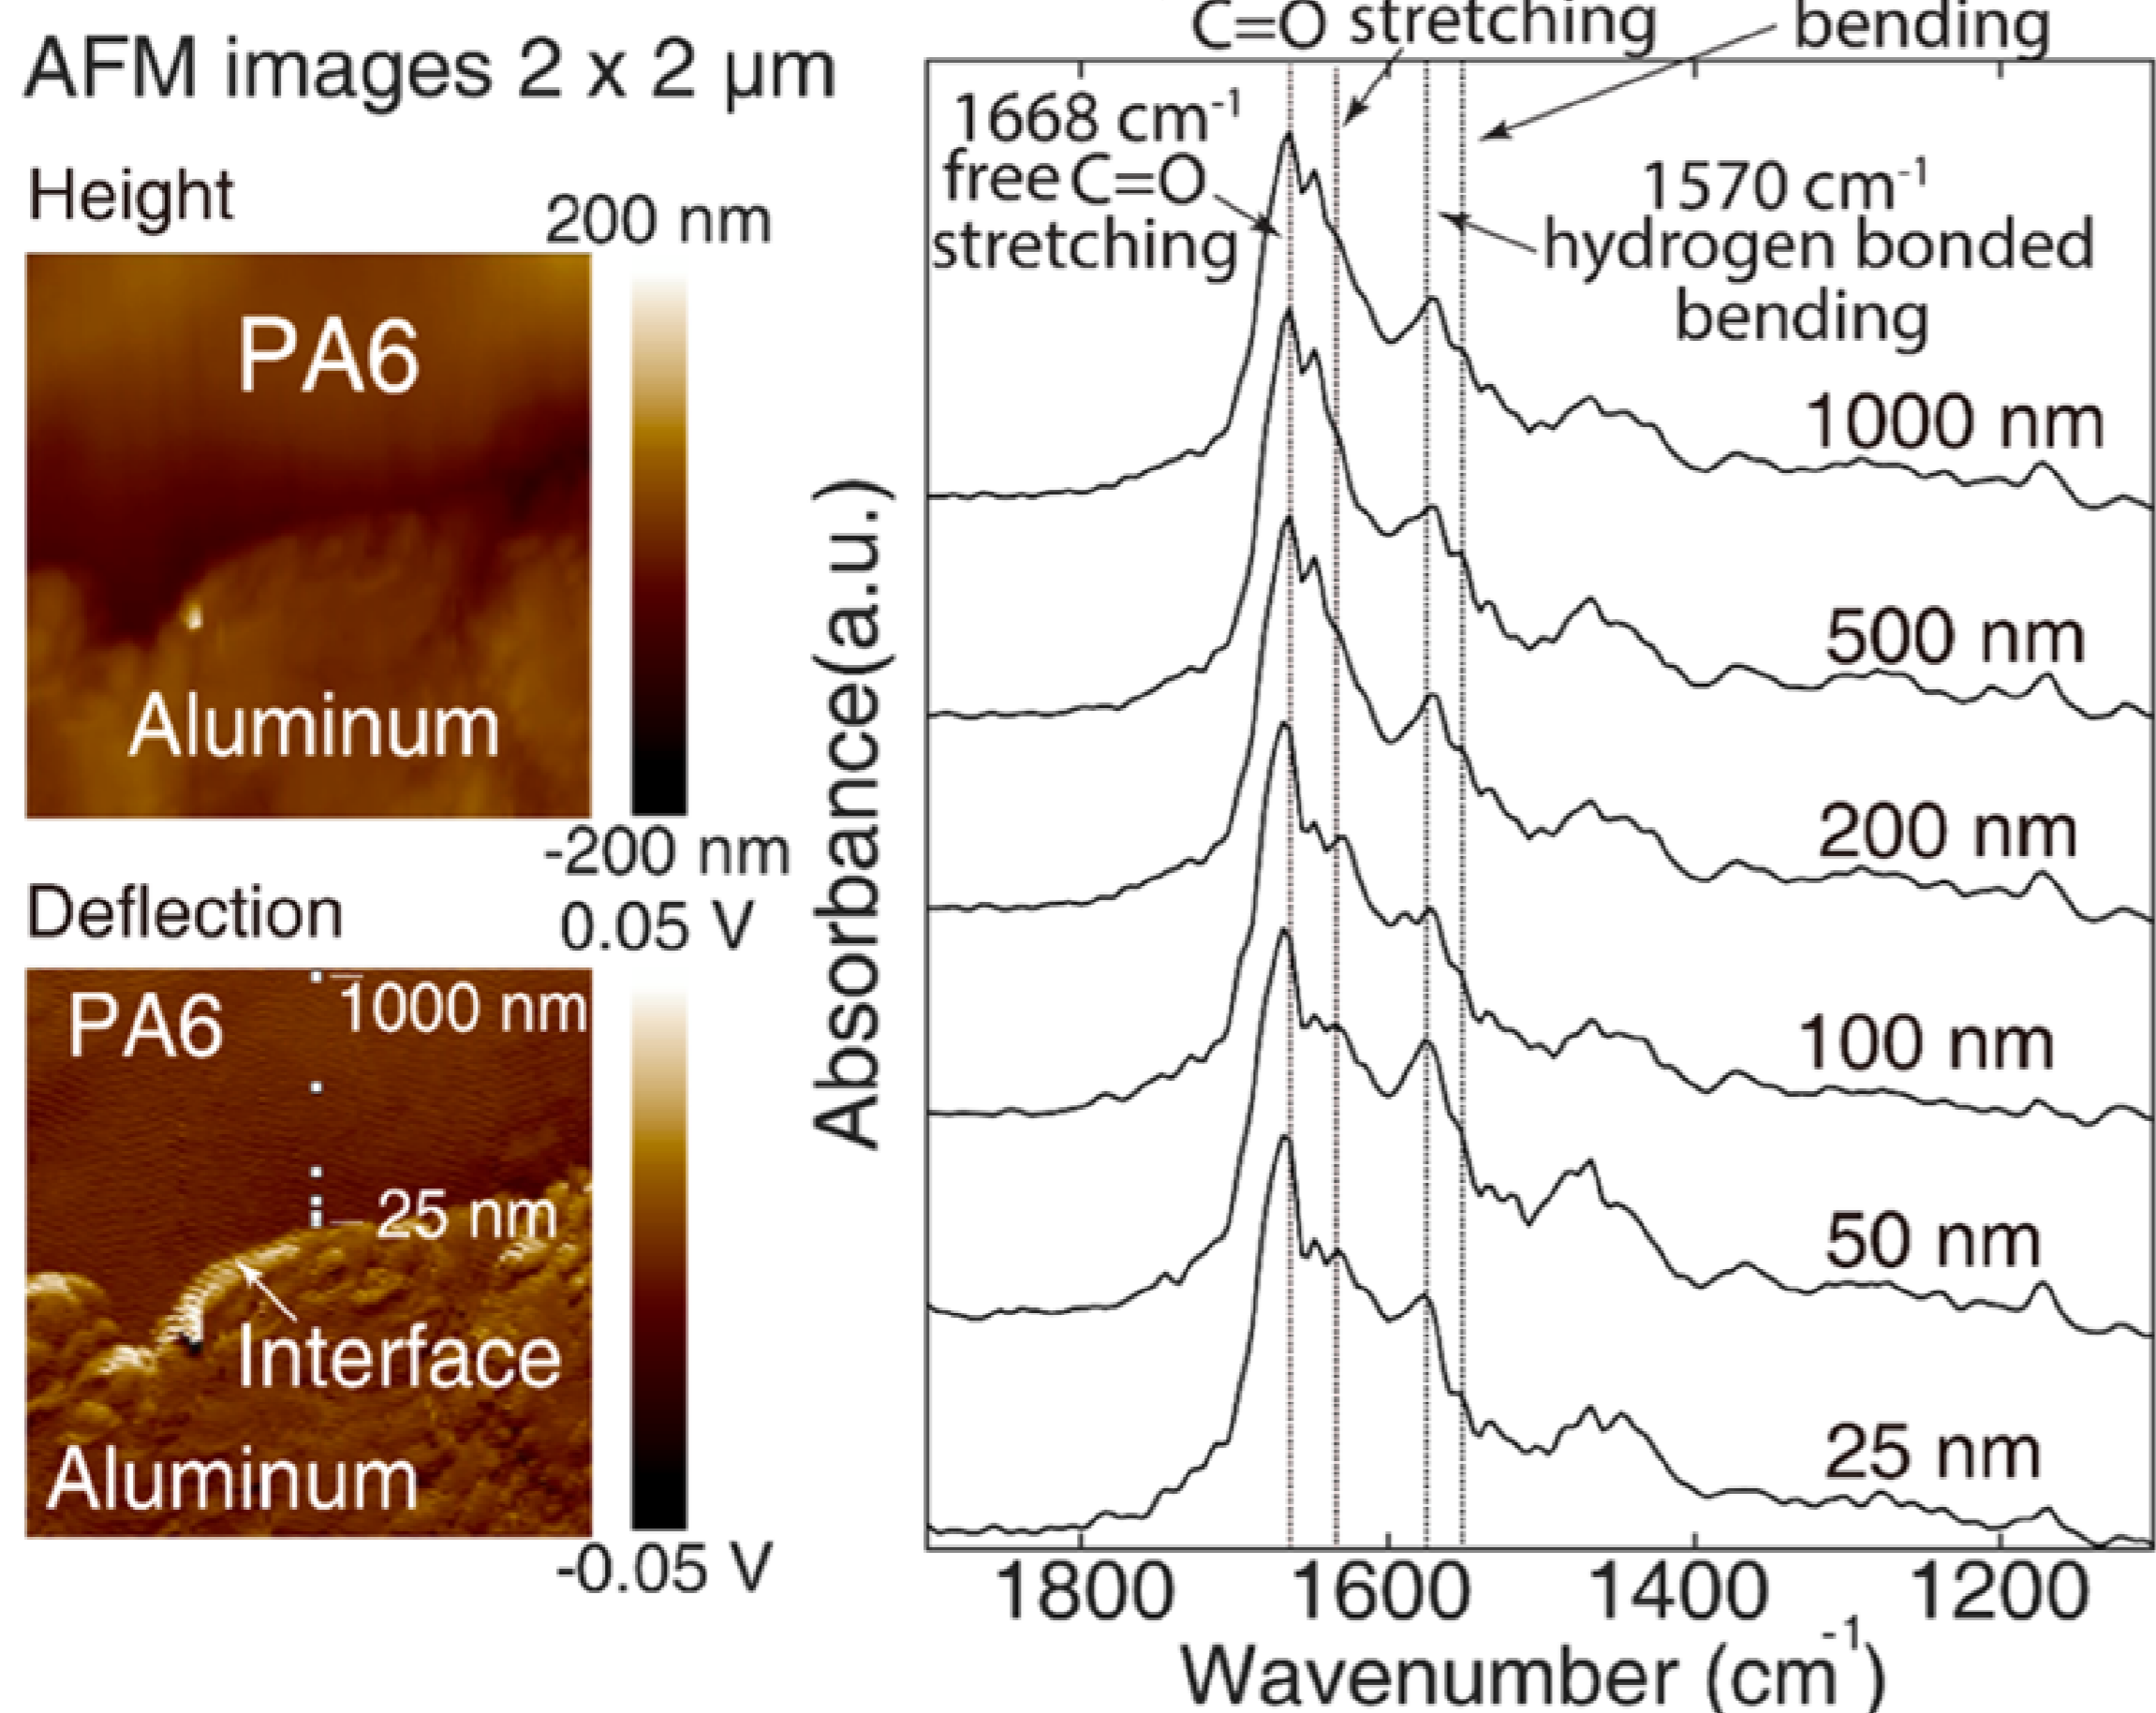 AFM images 2 x 2 µm
Height
200 nm
PA6
Aluminum
-200 nm
Deflection
0.05 V
PA6
1000 nm
25 nm
Interface
Aluminum
-0.05 V
C=O stretching
bending
1668 cm⁻¹
free C=O
stretching
1570 cm⁻¹
hydrogen bonded
bending
1000 nm
500 nm
200 nm
100 nm
50 nm
25 nm
Absorbance(a.u.)
1800 1600 1400 1200
Wavenumber (cm⁻¹)